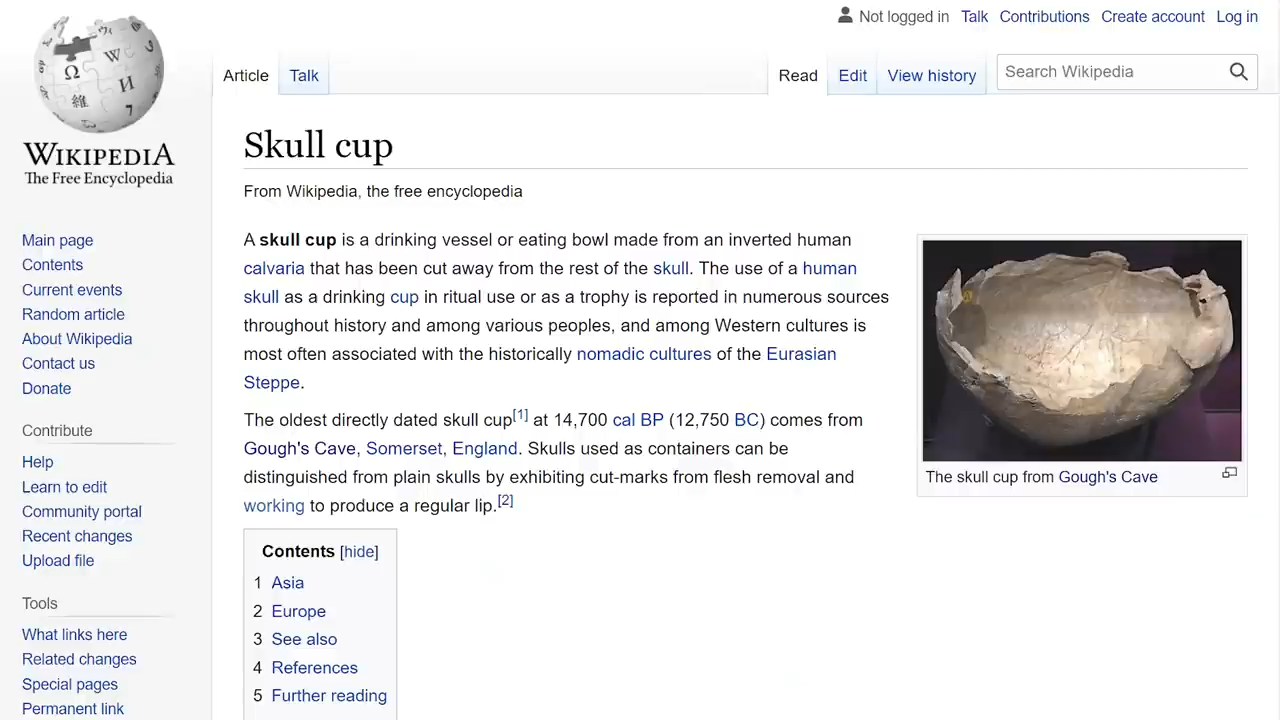 Not logged in Talk Contributions Create account Log in
Article Talk Read Edit View history Search Wikipedia
WIKIPEDIA
The Free Encyclopedia
Main page
Contents
Current events
Random article
About Wikipedia
Contact us
Donate
Contribute
Help
Learn to edit
Community portal
Recent changes
Upload file
Tools
What links here
Related changes
Special pages
Permanent link
Skull cup
From Wikipedia, the free encyclopedia
A skull cup is a drinking vessel or eating bowl made from an inverted human
calvaria that has been cut away from the rest of the skull. The use of a human
skull as a drinking cup in ritual use or as a trophy is reported in numerous sources
throughout history and among various peoples, and among Western cultures is
most often associated with the historically nomadic cultures of the Eurasian
Steppe.
The oldest directly dated skull cup[1] at 14,700 cal BP (12,750 BC) comes from
Gough's Cave, Somerset, England. Skulls used as containers can be
distinguished from plain skulls by exhibiting cut-marks from flesh removal and
working to produce a regular lip.[2]
The skull cup from Gough's Cave
Contents [hide]
1 Asia
2 Europe
3 See also
4 References
5 Further reading